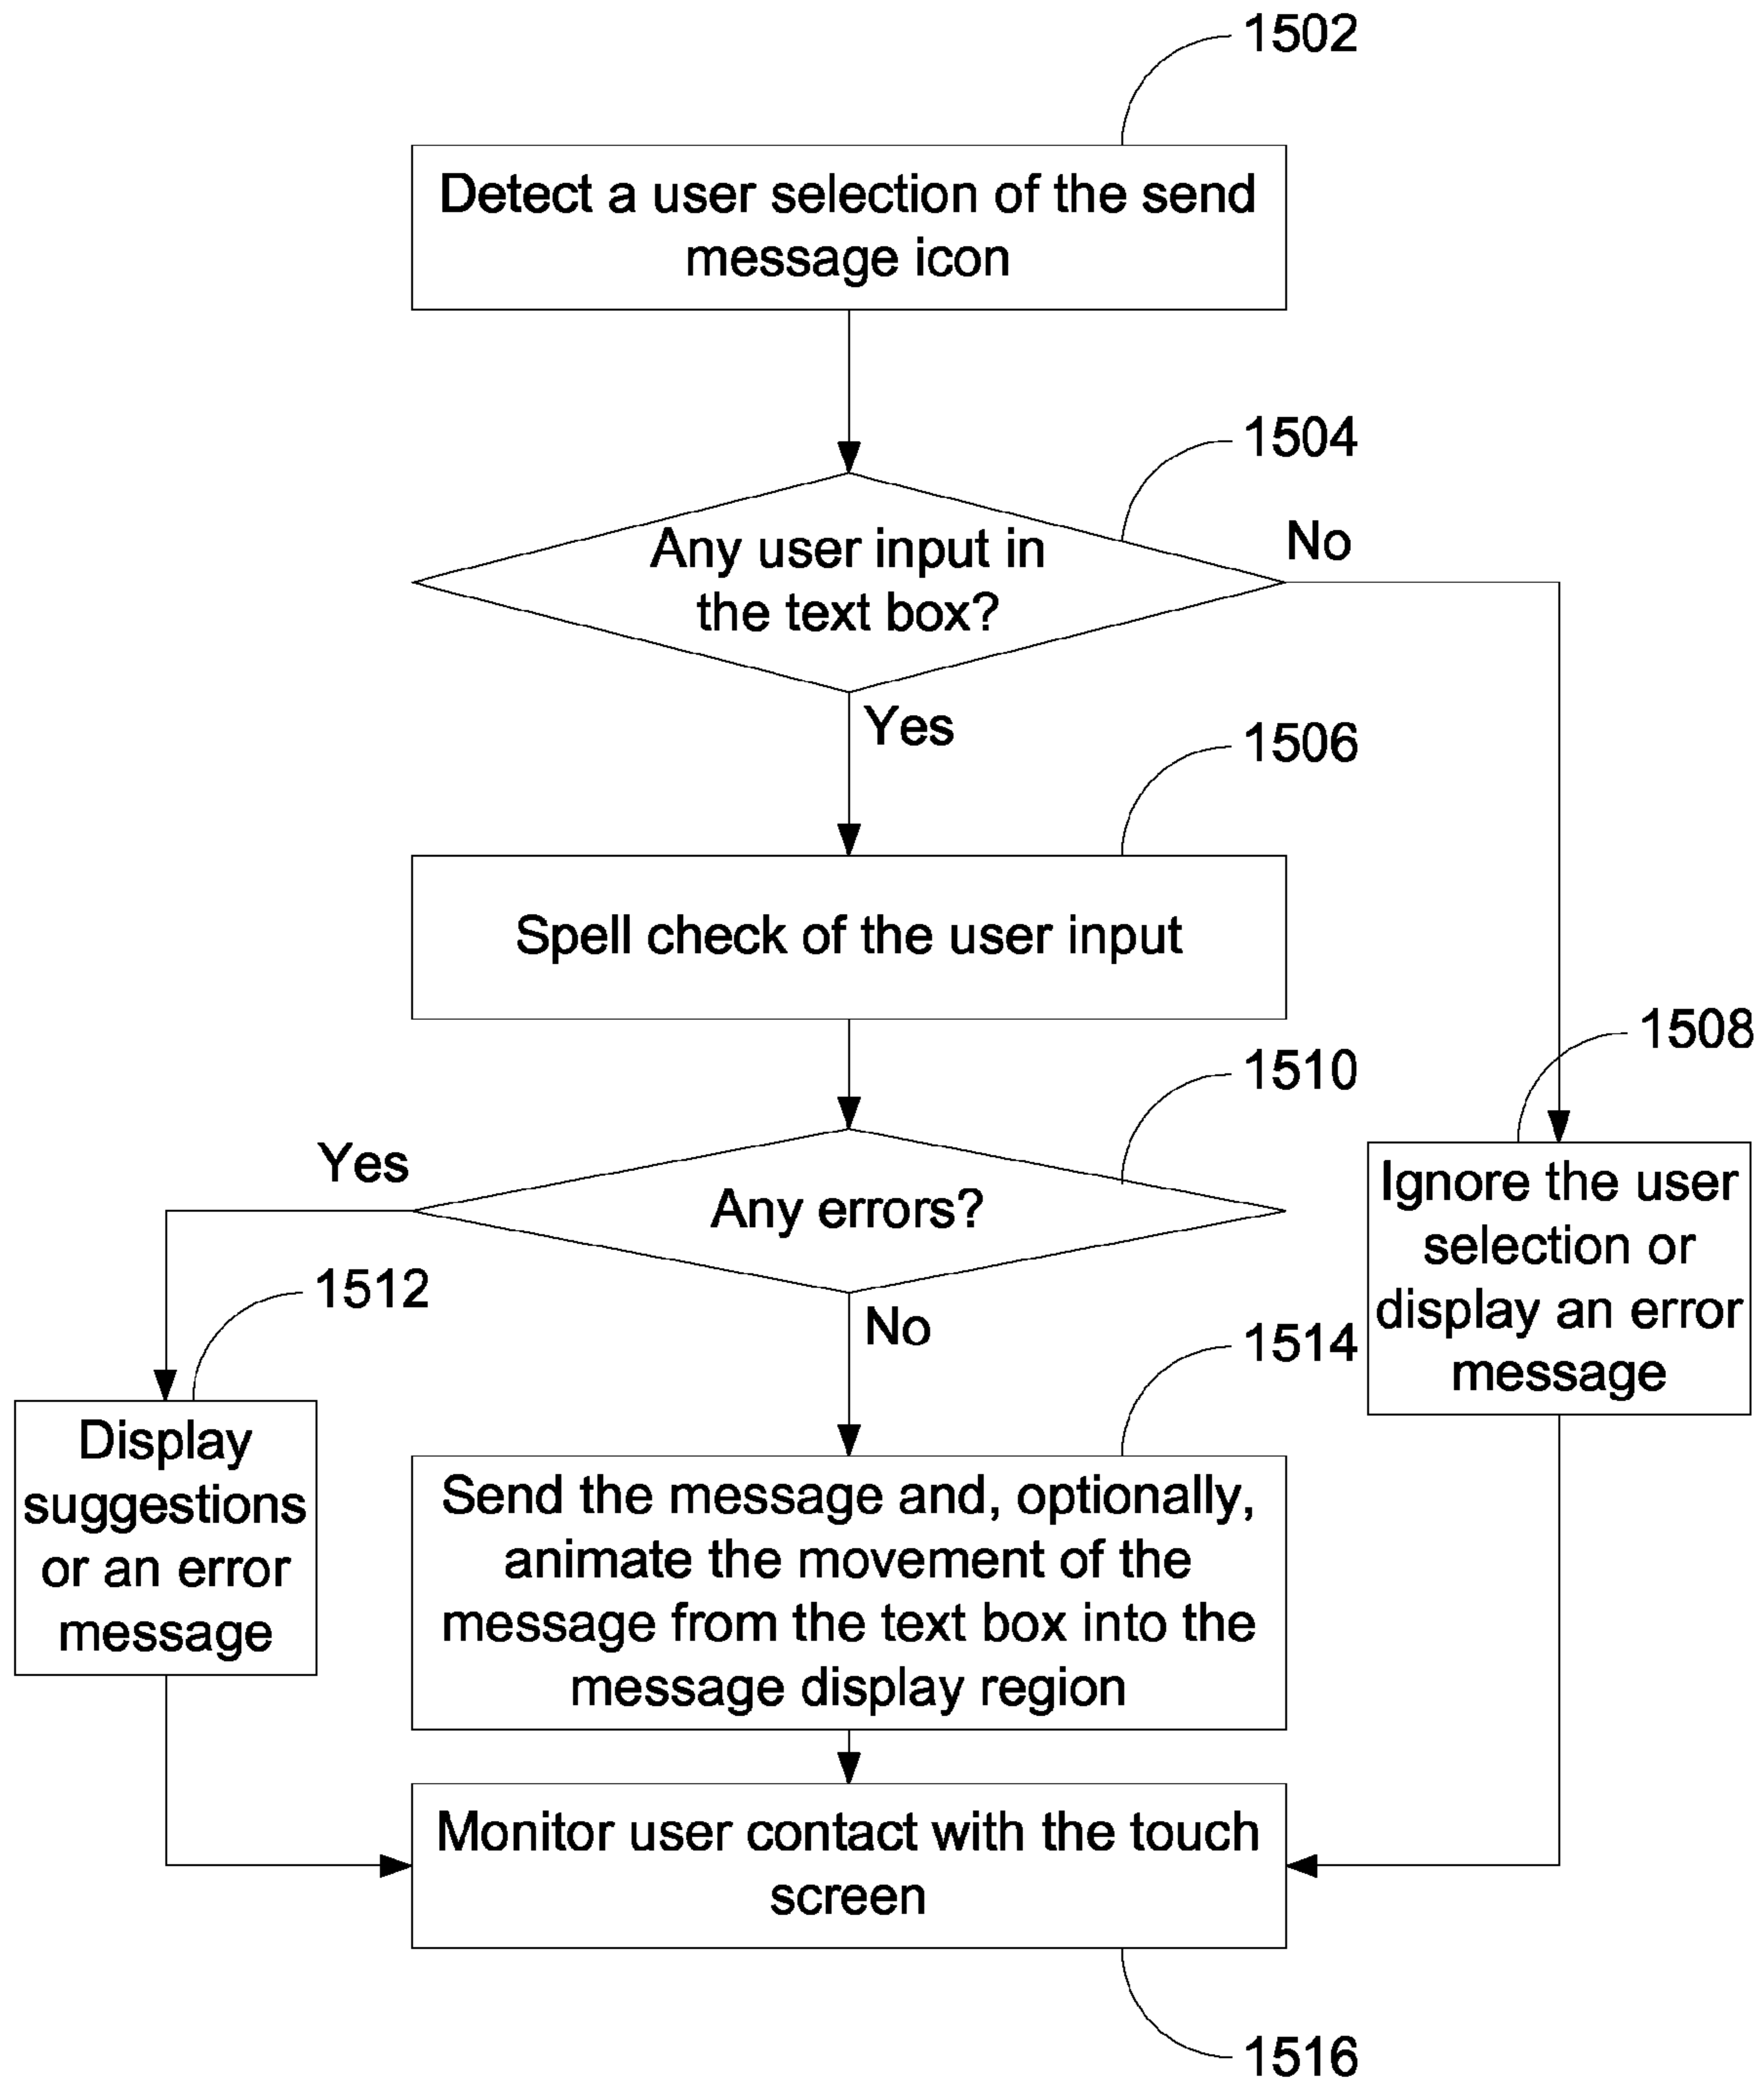 1502
Detect a user selection of the send
message icon
1504
Any user input in
the text box?
No
Yes
1506
Spell check of the user input
1508
1510
Any errors?
Yes
No
Ignore the user
selection or
display an error
message
1512
Display
suggestions
or an error
message
1514
Send the message and, optionally,
animate the movement of the
message from the text box into the
message display region
Monitor user contact with the touch
screen
1516